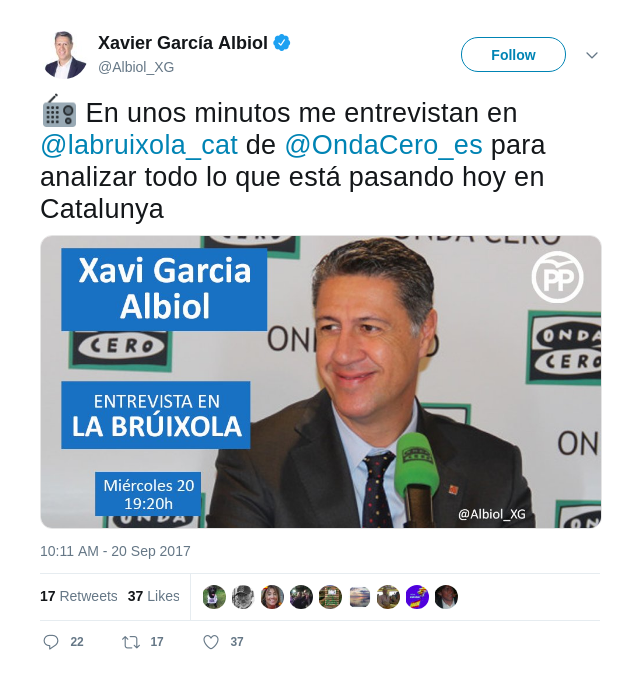 Xavier García Albiol
@Albiol_XG
Follow
En unos minutos me entrevistan en
@labruixola_cat de @OndaCero_es para
analizar todo lo que está pasando hoy en
Catalunya
ONDA CERO
Xavi Garcia
Albiol
PP
CERO
ON
O
ONDA
CERO
ENTREVISTA EN
LA BRÚIXOLA
ON
Miércoles 20
19:20h
ONDA
@Albiol_XG
10:11 AM - 20 Sep 2017
17 Retweets 37 Likes
22 17 37